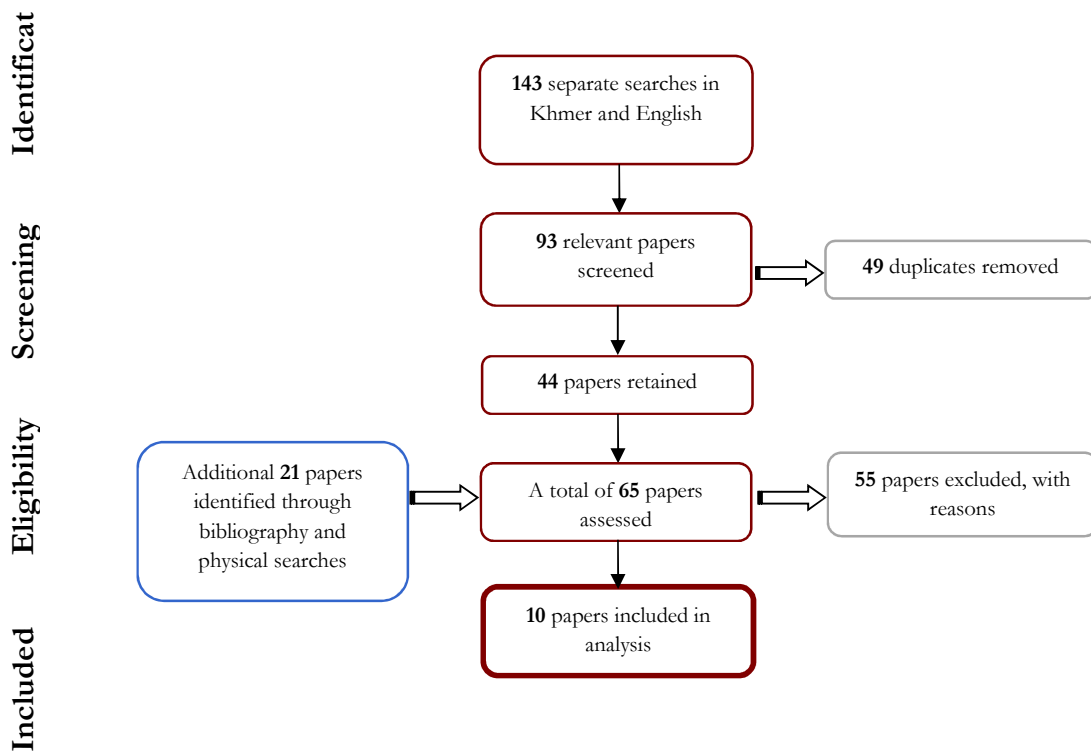 Identificat
143 separate searches in
Khmer and English
Screening
93 relevant papers
screened
49 duplicates removed
44 papers retained
Eligibility
Additional 21 papers
identified through
bibliography and
physical searches
A total of 65 papers
assessed
55 papers excluded, with
reasons
Included
10 papers included in
analysis